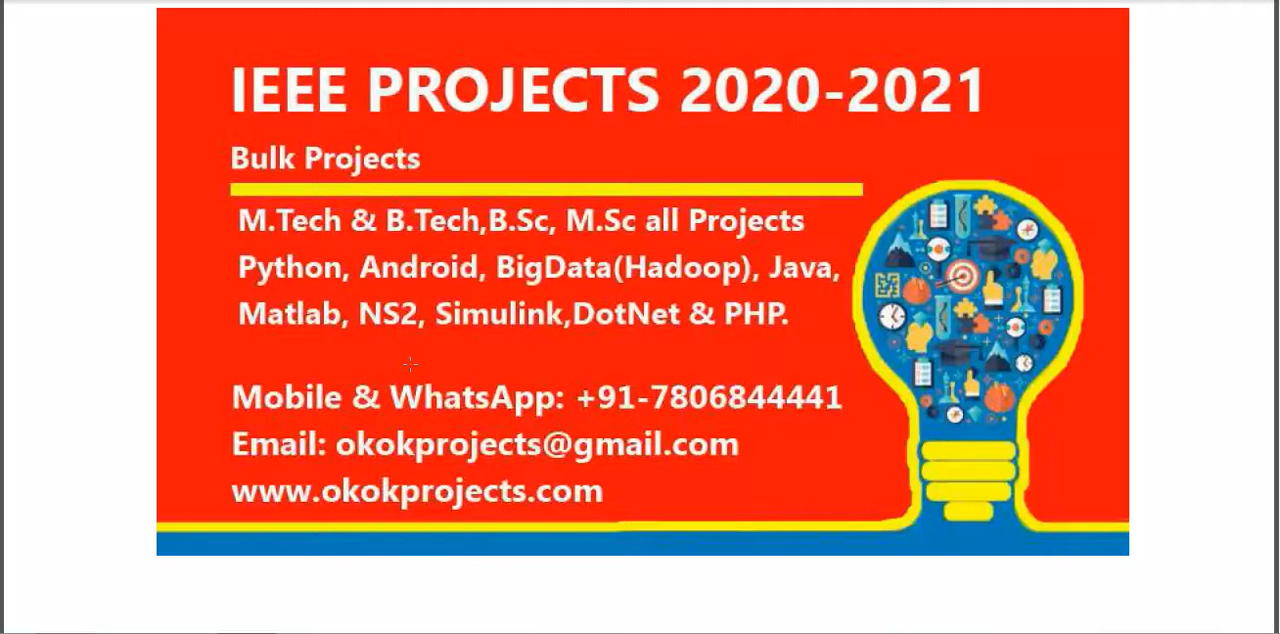 IEEE PROJECTS 2020-2021
Bulk Projects
M.Tech & B.Tech,B.Sc, M.Sc all Projects
Python, Android, BigData(Hadoop), Java,
Matlab, NS2, Simulink,DotNet & PHP.
Mobile & WhatsApp: +91-7806844441
Email: okokprojects@gmail.com
www.okokprojects.com